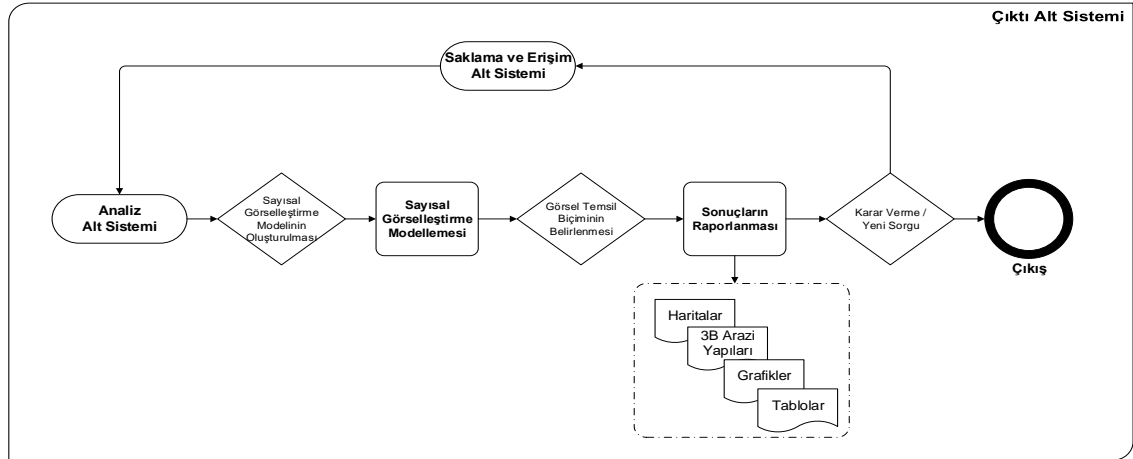 Çıktı Alt Sistemi
Saklama ve Erişim
Alt Sistemi
Analiz
Alt Sistemi
Sayısal
Görselleştirme
Modelinin
Oluşturulması
Sayısal
Görselleştirme
Modellemesi
Görsel Temsil
Biçiminin
Belirlenmesi
Sonuçların
Raporlanması
Karar Verme /
Yeni Sorgu
Çıkış
Haritalar
3B Arazi
Yapıları
Grafikler
Tablolar